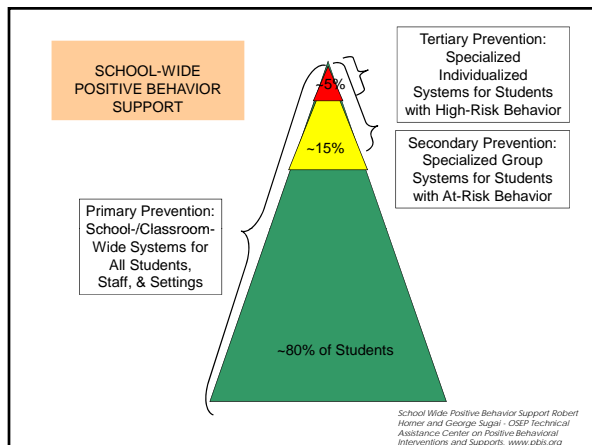 SCHOOL-WIDE
POSITIVE BEHAVIOR
SUPPORT
Primary Prevention:
School-/Classroom-
Wide Systems for
All Students,
Staff, & Settings
~5%
~15%
~80% of Students
Tertiary Prevention:
Specialized
Individualized
Systems for Students
with High-Risk Behavior
Secondary Prevention:
Specialized Group
Systems for Students
with At-Risk Behavior
School Wide Positive Behavior Support Robert
Horner and George Sugai - OSEP Technical
Assistance Center on Positive Behavioral
Interventions and Supports. www.pbis.org